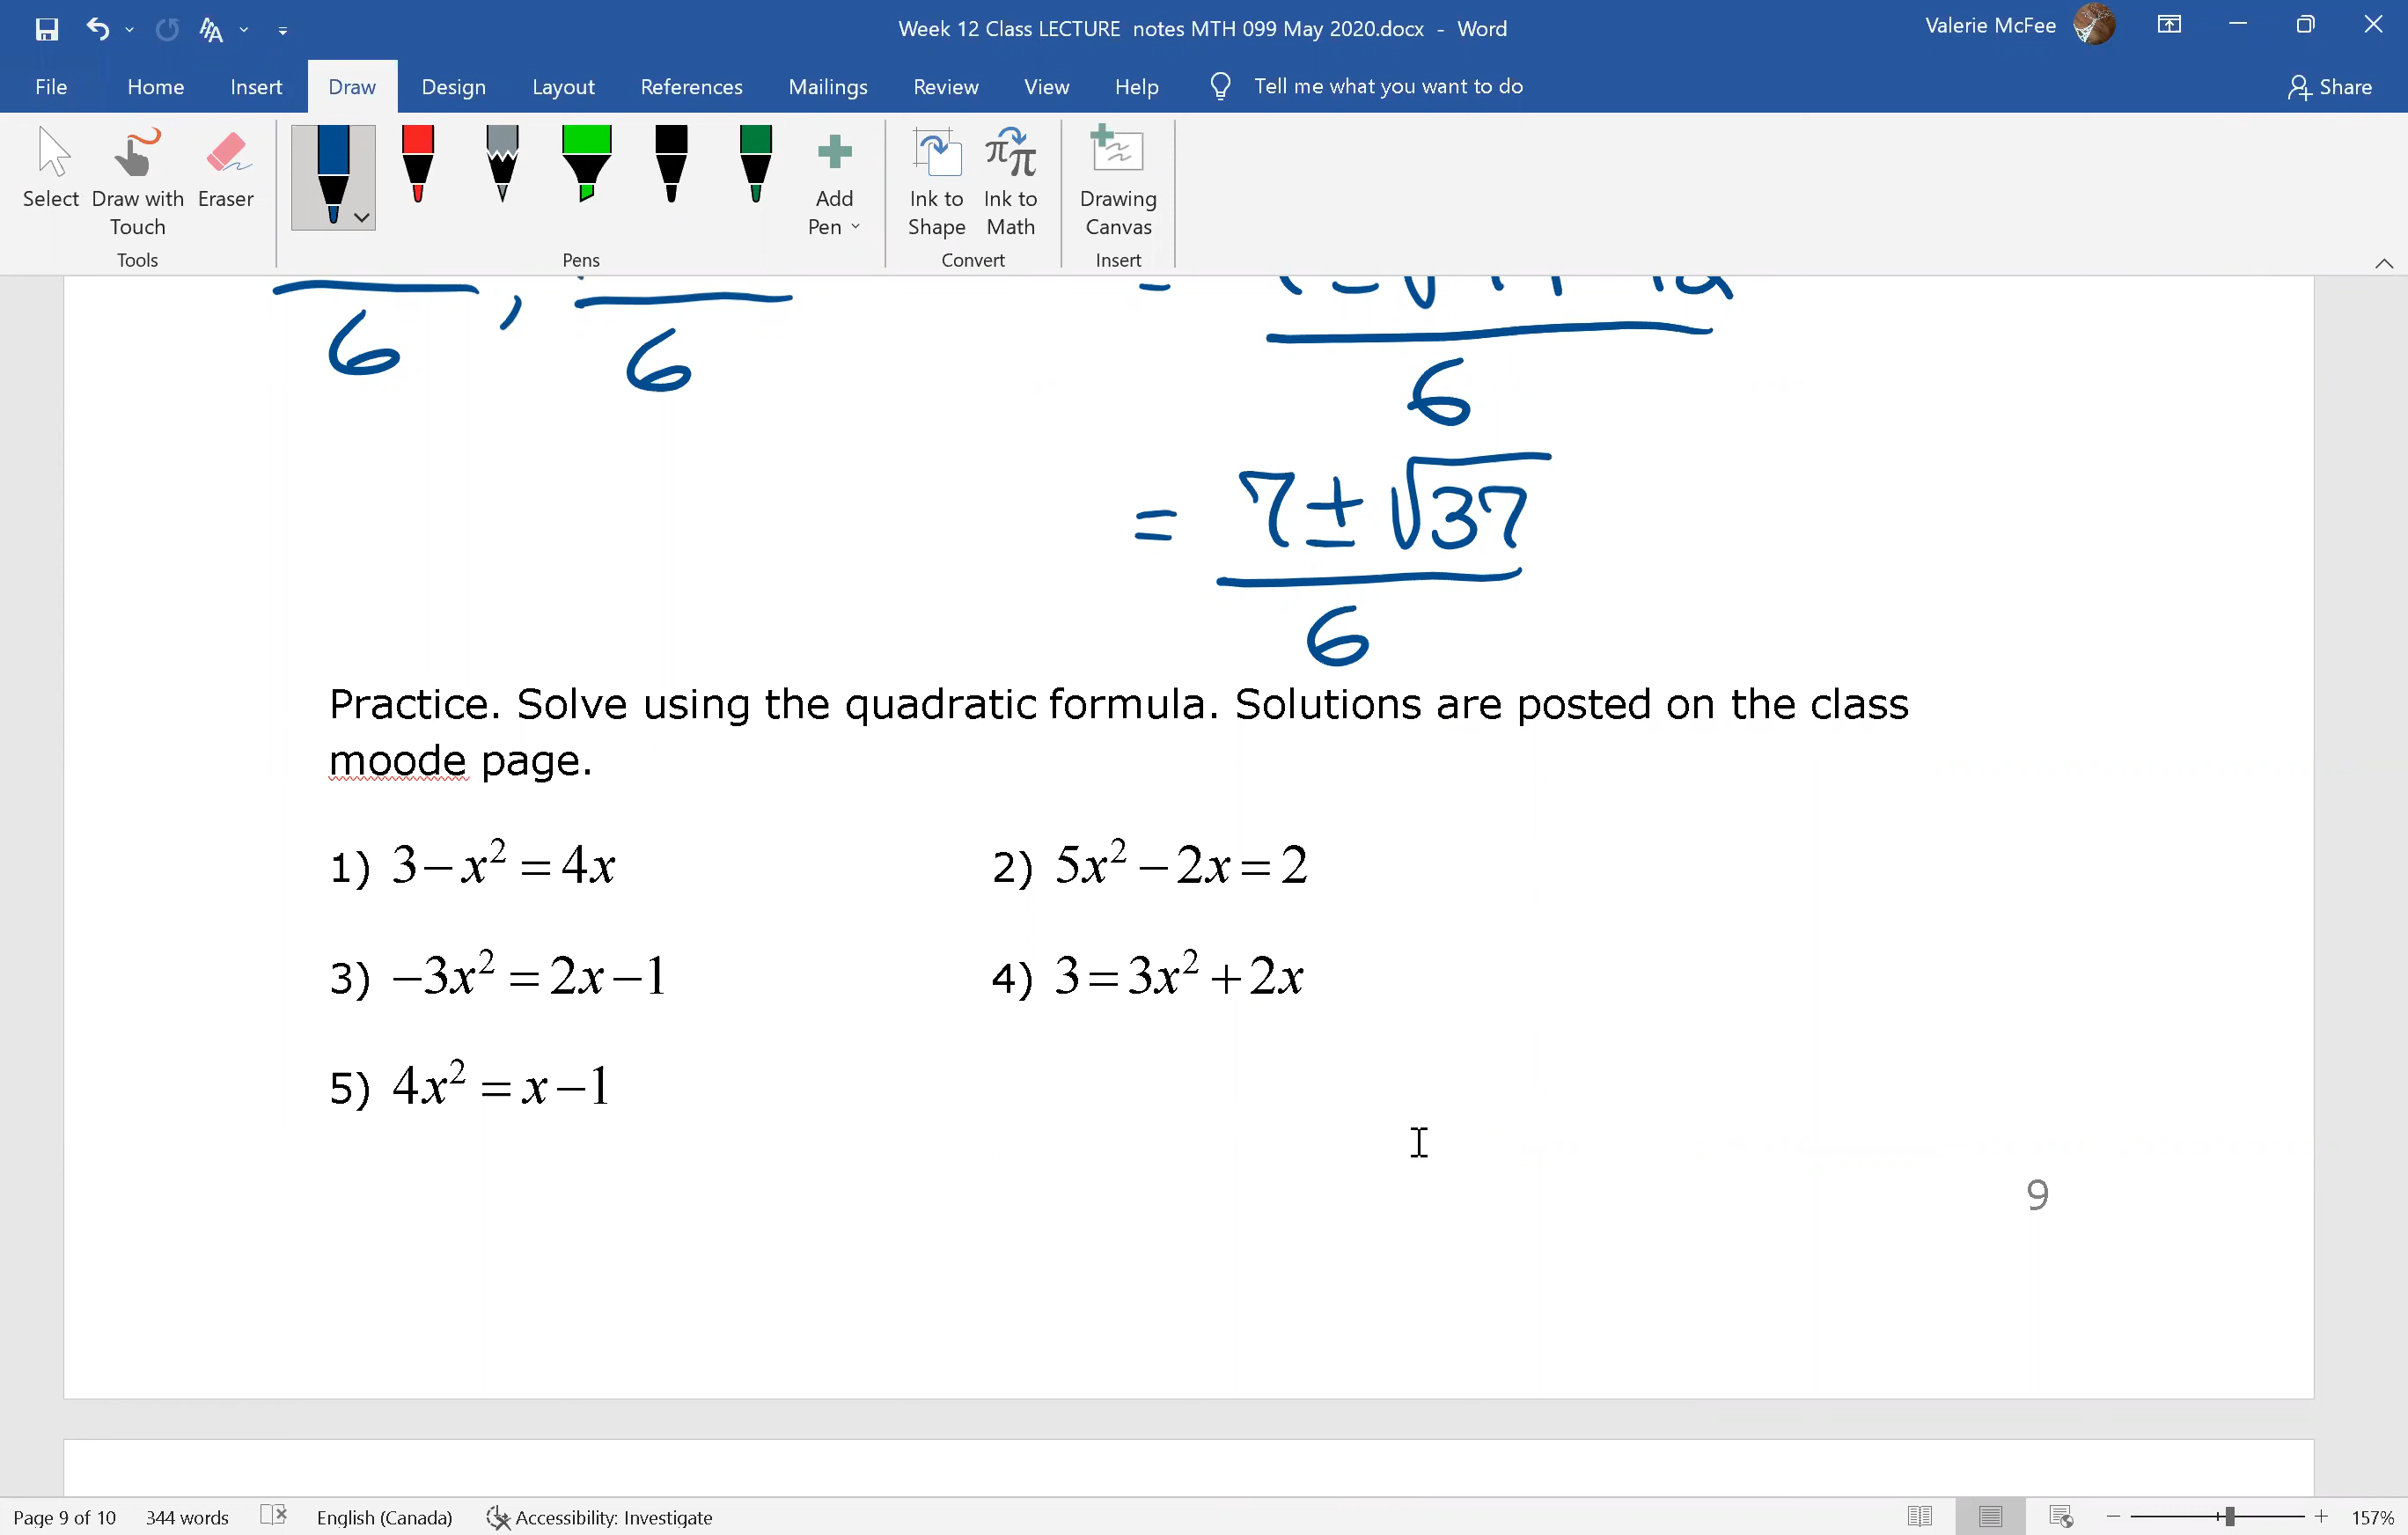 Week 12 Class LECTURE notes MTH 099 May 2020.docx - Word
Valerie McFee
File Home Insert Draw Design Layout References Mailings Review View Help Tell me what you want to do Share
Select Draw with Touch Eraser Add Pen Ink to Shape Ink to Math Drawing Canvas
Tools Pens Convert Insert
6 , 6
=
6
= 7 ± √37
6
Practice. Solve using the quadratic formula. Solutions are posted on the class
moode page.
1) 3 − x² = 4x 2) 5x² − 2x = 2
3) −3x² = 2x − 1 4) 3 = 3x² + 2x
5) 4x² = x − 1
9
Page 9 of 10 344 words English (Canada) Accessibility: Investigate 157%